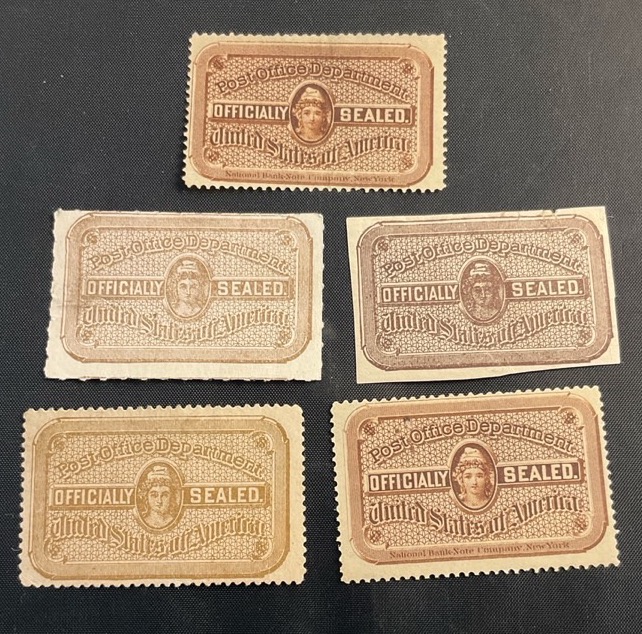 Post Office Department
OFFICIALLY SEALED.
United States of America
National Bank Note Company, New York
Post Office Department
OFFICIALLY SEALED.
United States of America
Post Office Department
OFFICIALLY SEALED.
United States of America
Post Office Department
OFFICIALLY SEALED.
United States of America
Post Office Department
OFFICIALLY SEALED.
United States of America
National Bank Note Company, New York